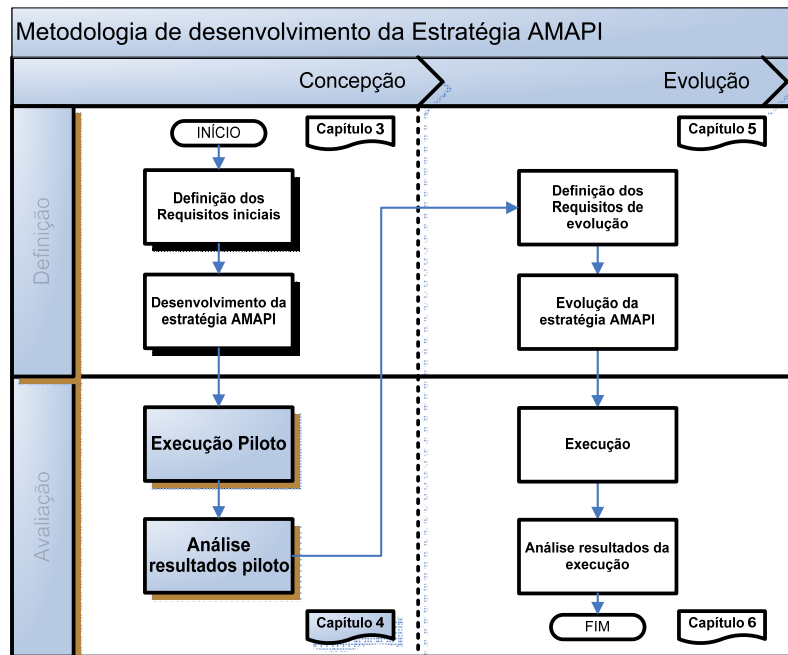 Metodologia de desenvolvimento da Estratégia AMAPI
Concepção
Evolução
Definição
INÍCIO
Capítulo 3
Definição dos
Requisitos iniciais
Desenvolvimento da
estratégia AMAPI
Capítulo 5
Definição dos
Requisitos de
evolução
Evolução da
estratégia AMAPI
Avaliação
Execução Piloto
Análise
resultados piloto
Capítulo 4
Execução
Análise resultados da
execução
FIM
Capítulo 6